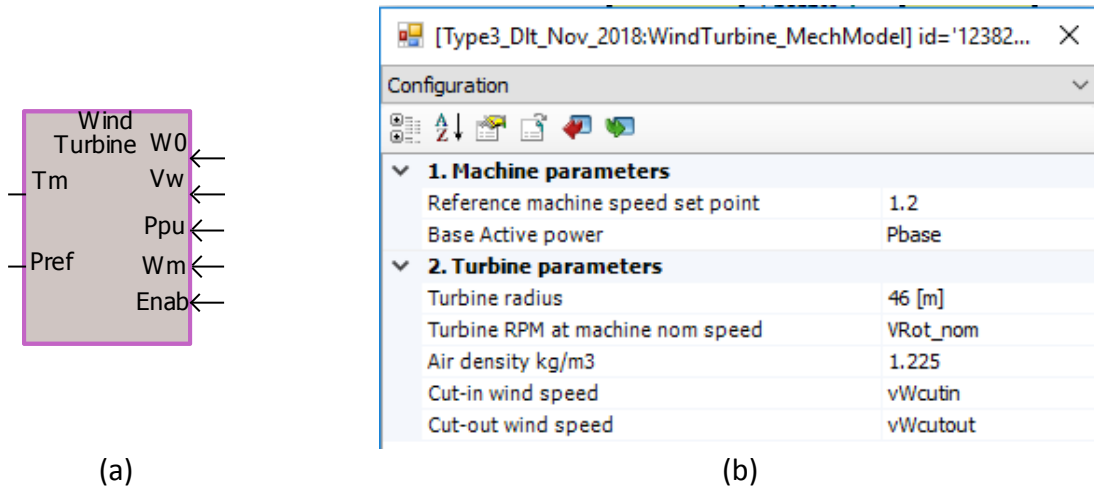 Wind
Turbine W0
Tm Vw
Ppu
Pref Wm
Enab
(a)
[Type3_Dlt_Nov_2018:WindTurbine_MechModel] id='12382...
Configuration
1. Machine parameters
Reference machine speed set point 1.2
Base Active power Pbase
2. Turbine parameters
Turbine radius 46 [m]
Turbine RPM at machine nom speed VRot_nom
Air density kg/m3 1.225
Cut-in wind speed vWcutin
Cut-out wind speed vWcutout
(b)